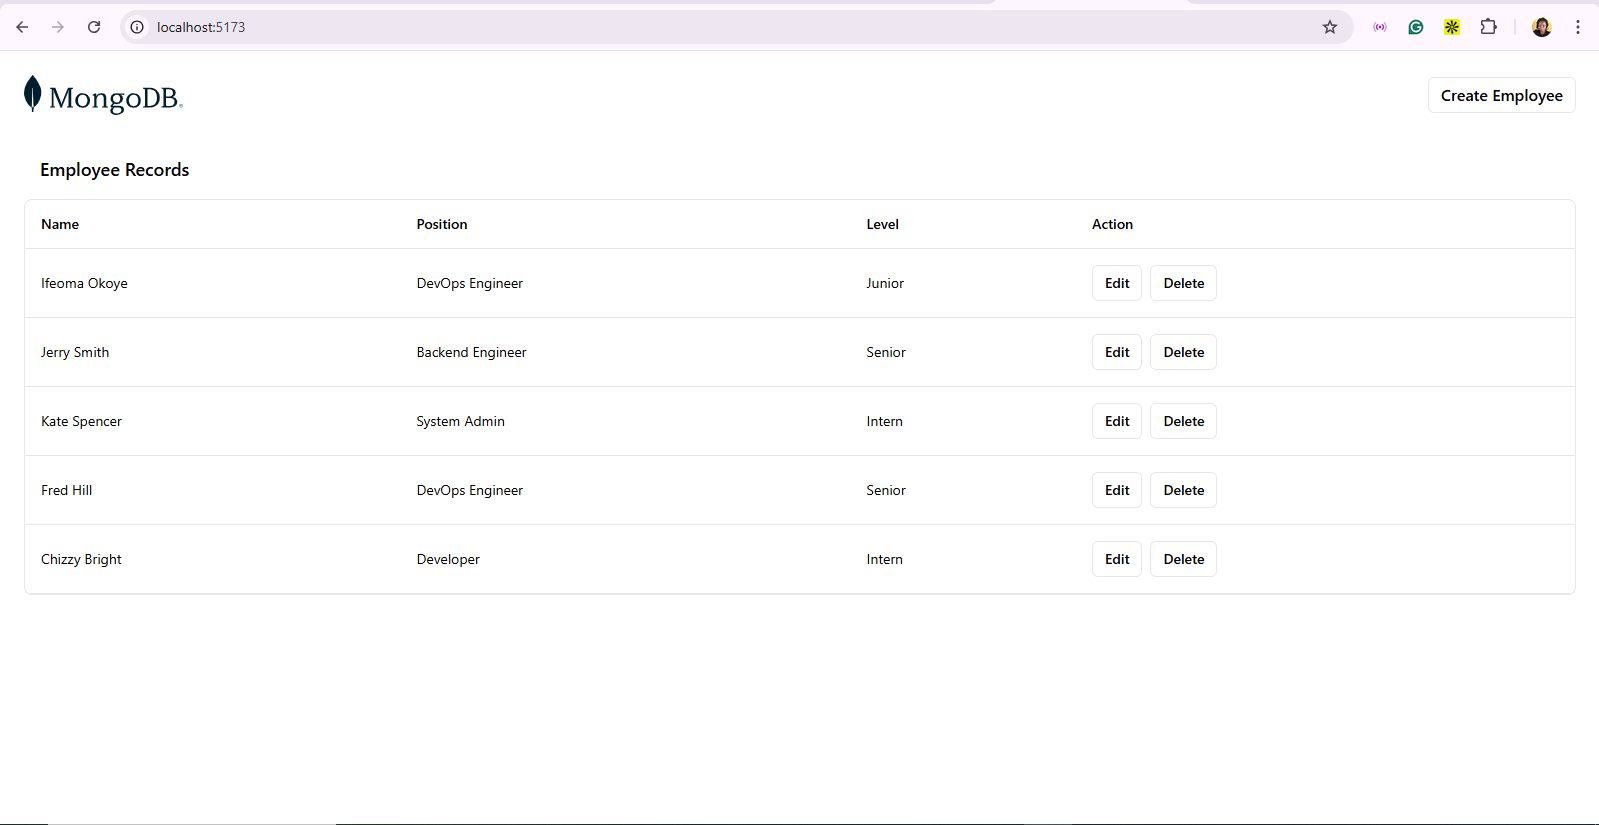 localhost:5173
MongoDB®
Create Employee
Employee Records
Name Position Level Action
Ifeoma Okoye DevOps Engineer Junior Edit Delete
Jerry Smith Backend Engineer Senior Edit Delete
Kate Spencer System Admin Intern Edit Delete
Fred Hill DevOps Engineer Senior Edit Delete
Chizzy Bright Developer Intern Edit Delete